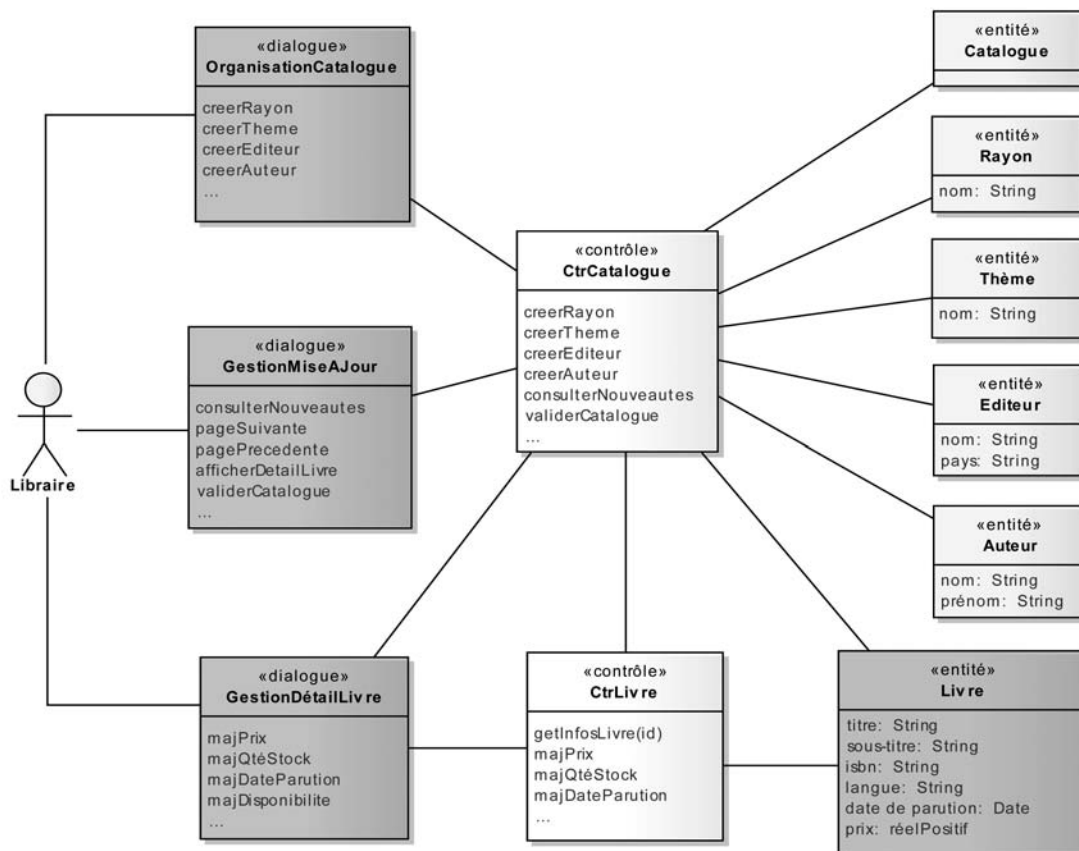 «dialogue»
OrganisationCatalogue
creerRayon
creerTheme
creerEditeur
creerAuteur
...
«entité»
Catalogue
«entité»
Rayon
nom: String
«contrôle»
CtrCatalogue
creerRayon
creerTheme
creerEditeur
creerAuteur
consulterNouveautes
validerCatalogue
...
«entité»
Thème
nom: String
«dialogue»
GestionMiseAJour
consulterNouveautes
pageSuivante
pagePrecedente
afficherDetailLivre
validerCatalogue
...
Libraire
«entité»
Editeur
nom: String
pays: String
«entité»
Auteur
nom: String
prénom: String
«dialogue»
GestionDétailLivre
majPrix
majQtéStock
majDateParution
majDisponibilite
...
«contrôle»
CtrLivre
getInfosLivre(id)
majPrix
majQtéStock
majDateParution
...
«entité»
Livre
titre: String
sous-titre: String
isbn: String
langue: String
date de parution: Date
prix: réelPositif